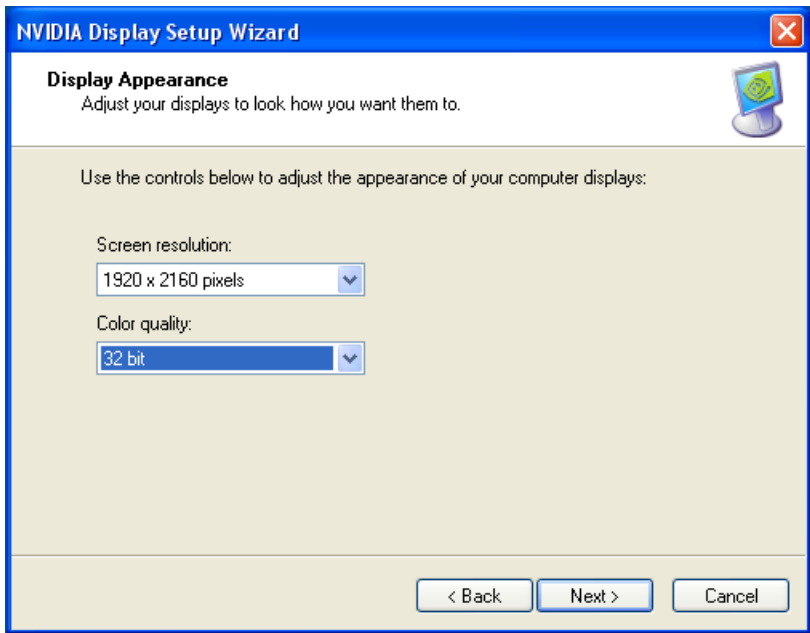 NVIDIA Display Setup Wizard
Display Appearance
Adjust your displays to look how you want them to.
Use the controls below to adjust the appearance of your computer displays:
Screen resolution:
1920 x 2160 pixels
Color quality:
32 bit
< Back Next > Cancel